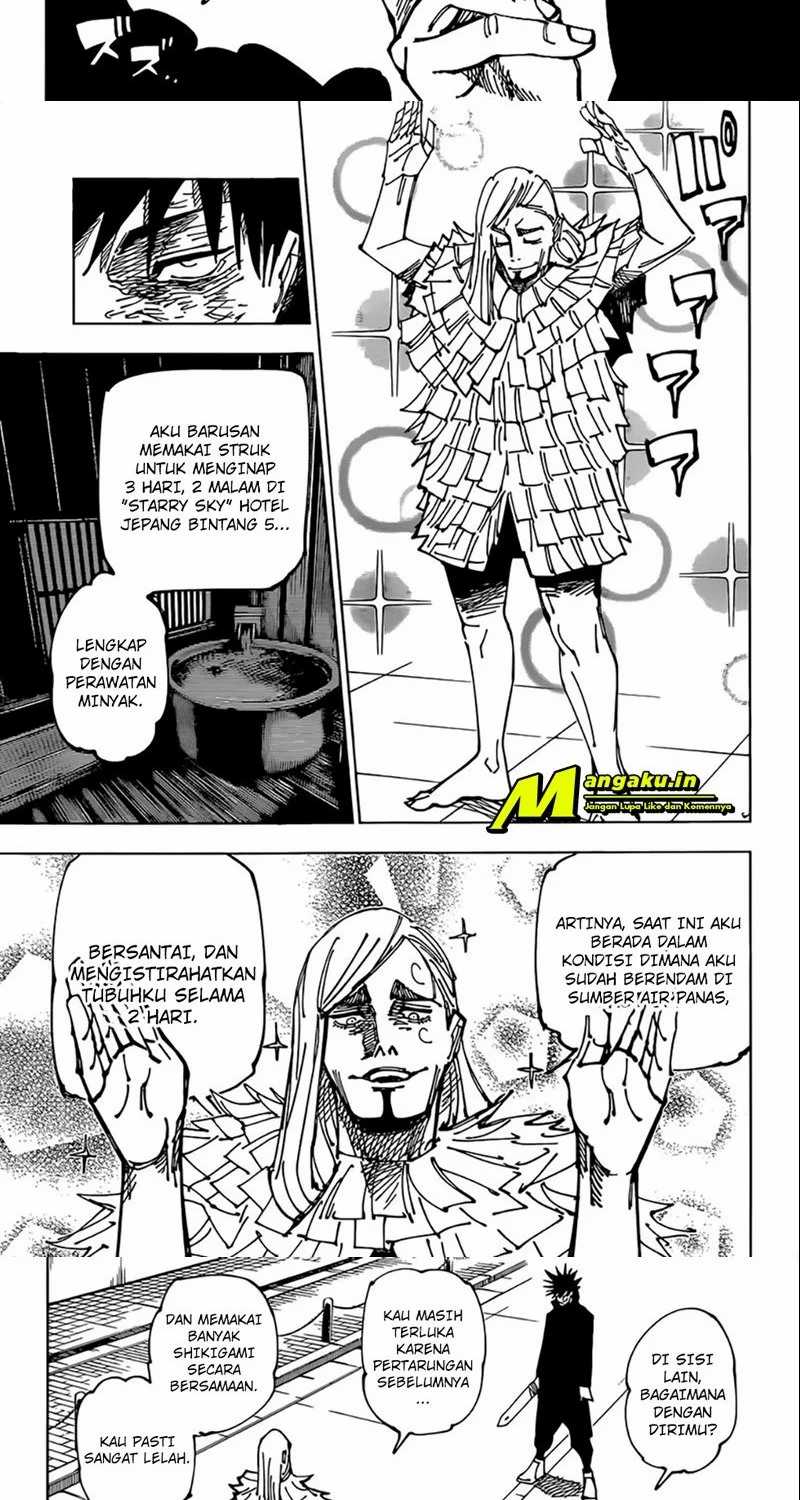 ズズ
パァァァ
AKU BARUSAN
MEMAKAI STRUK
UNTUK MENGINAP
3 HARI, 2 MALAM DI
"STARRY SKY" HOTEL
JEPANG BINTANG 5...
LENGKAP
DENGAN
PERAWATAN
MINYAK.
Mangaku.in
Jangan Lupa Like dan Komennya
ARTINYA, SAAT INI AKU
BERADA DALAM
KONDISI DIMANA AKU
SUDAH BERENDAM DI
SUMBER AIR PANAS,
BERSANTAI, DAN
MENGISTIRAHATKAN
TUBUHKU SELAMA
2 HARI.
DI SISI
LAIN,
BAGAIMANA
DENGAN
DIRIMU?
KAU MASIH
TERLUKA
KARENA
PERTARUNGAN
SEBELUMNYA
...
DAN MEMAKAI
BANYAK
SHIKIGAMI
SECARA
BERSAMAAN.
KAU PASTI
SANGAT LELAH.